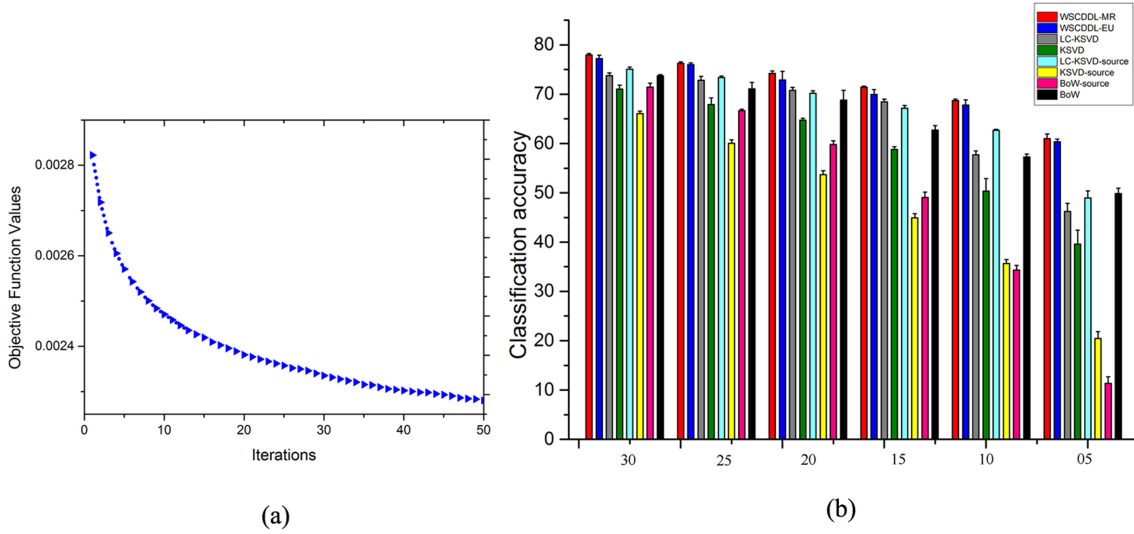 Objective Function Values
0.0028
0.0026
0.0024
0
10
20
30
40
50
Iterations
(a)
Classification accuracy
80
70
60
50
40
30
20
10
0
30
25
20
15
10
05
WSCDDL-MR
WSCDDL-EU
LC-KSVD
KSVD
LC-KSVD-source
KSVD-source
BoW-source
BoW
(b)